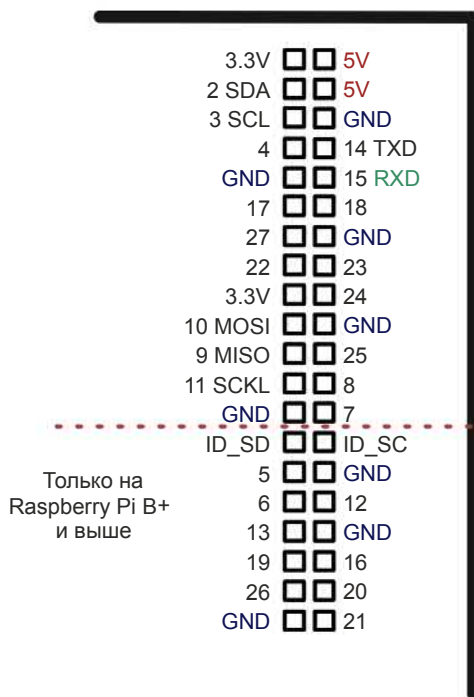 3.3V 5V
2 SDA 5V
3 SCL GND
4 14 TXD
GND 15 RXD
17 18
27 GND
22 23
3.3V 24
10 MOSI GND
9 MISO 25
11 SCKL 8
GND 7
ID_SD ID_SC
5 GND
6 12
13 GND
19 16
26 20
GND 21
Только на
Raspberry Pi B+
и выше